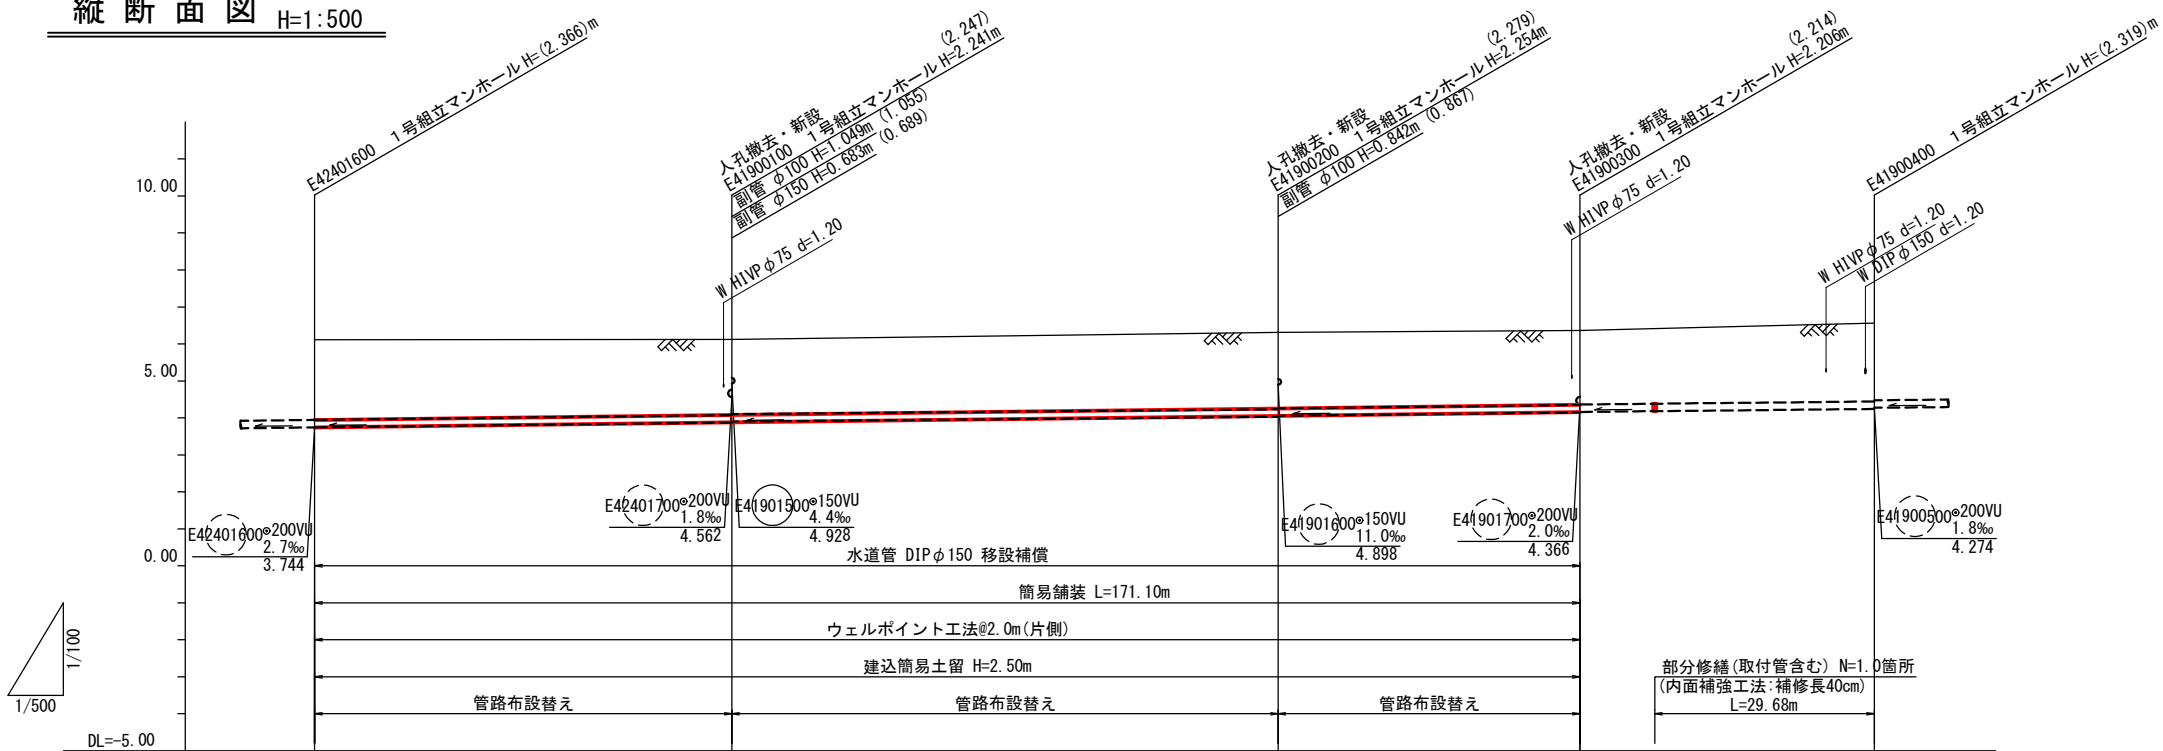 縦断面図 H=1:500
E42401600 1号組立マンホール H=(2.366)m
人孔撤去・新設 (2.247)
E41900100 1号組立マンホール H=2.241m
副管 φ100 H=1.049m (1.055)
副管 φ150 H=0.683m (0.689)
W HIVPφ75 d=1.20
人孔撤去・新設 (2.279)
E41900200 1号組立マンホール H=2.254m
副管 φ100 H=0.842m (0.867)
人孔撤去・新設 (2.214)
E41900300 1号組立マンホール H=2.206m
W HIVPφ75 d=1.20
E41900400 1号組立マンホール H=(2.319)m
W HIVPφ75 d=1.20
W DIPφ150 d=1.20
10.00
5.00
0.00
DL=-5.00
E42401600⊙200VU
2.7‰
3.744
E42401700⊙200VU
1.8‰
4.562
E41901500⊙150VU
4.4‰
4.928
E41901600⊙150VU
11.0‰
4.898
E41901700⊙200VU
2.0‰
4.366
E41900500⊙200VU
1.8‰
4.274
水道管 DIPφ150 移設補償
簡易舗装 L=171.10m
ウェルポイント工法@2.0m(片側)
建込簡易土留 H=2.50m
管路布設替え
管路布設替え
管路布設替え
部分修繕(取付管含む) N=1.0箇所
(内面補強工法:補修長40cm)
L=29.68m
1/100
1/500